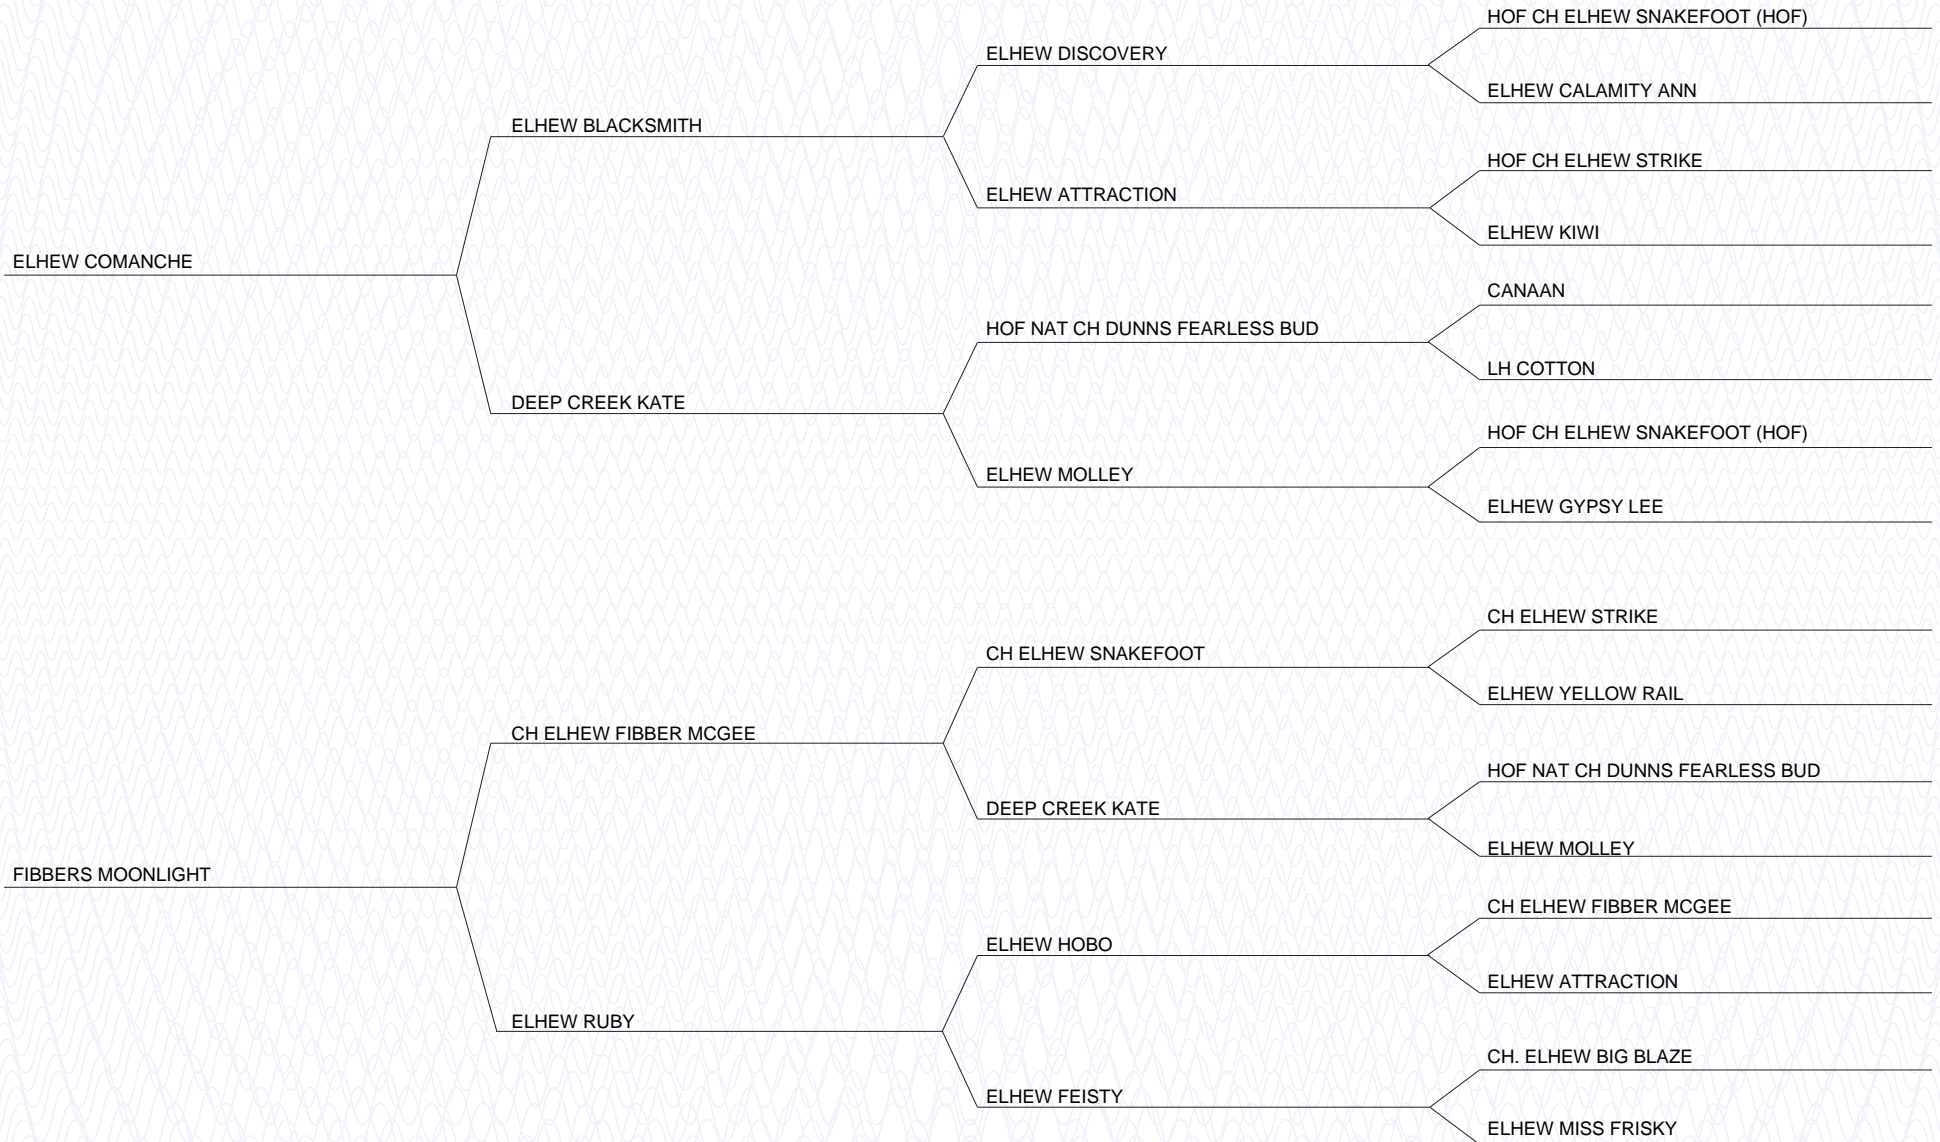 HOF CH ELHEW SNAKEFOOT (HOF)
ELHEW DISCOVERY
ELHEW CALAMITY ANN
ELHEW BLACKSMITH
HOF CH ELHEW STRIKE
ELHEW ATTRACTION
ELHEW KIWI
ELHEW COMANCHE
CANAAN
HOF NAT CH DUNNS FEARLESS BUD
LH COTTON
DEEP CREEK KATE
HOF CH ELHEW SNAKEFOOT (HOF)
ELHEW MOLLEY
ELHEW GYPSY LEE
CH ELHEW STRIKE
CH ELHEW SNAKEFOOT
ELHEW YELLOW RAIL
CH ELHEW FIBBER MCGEE
HOF NAT CH DUNNS FEARLESS BUD
DEEP CREEK KATE
ELHEW MOLLEY
FIBBERS MOONLIGHT
CH ELHEW FIBBER MCGEE
ELHEW HOBO
ELHEW ATTRACTION
ELHEW RUBY
CH. ELHEW BIG BLAZE
ELHEW FEISTY
ELHEW MISS FRISKY